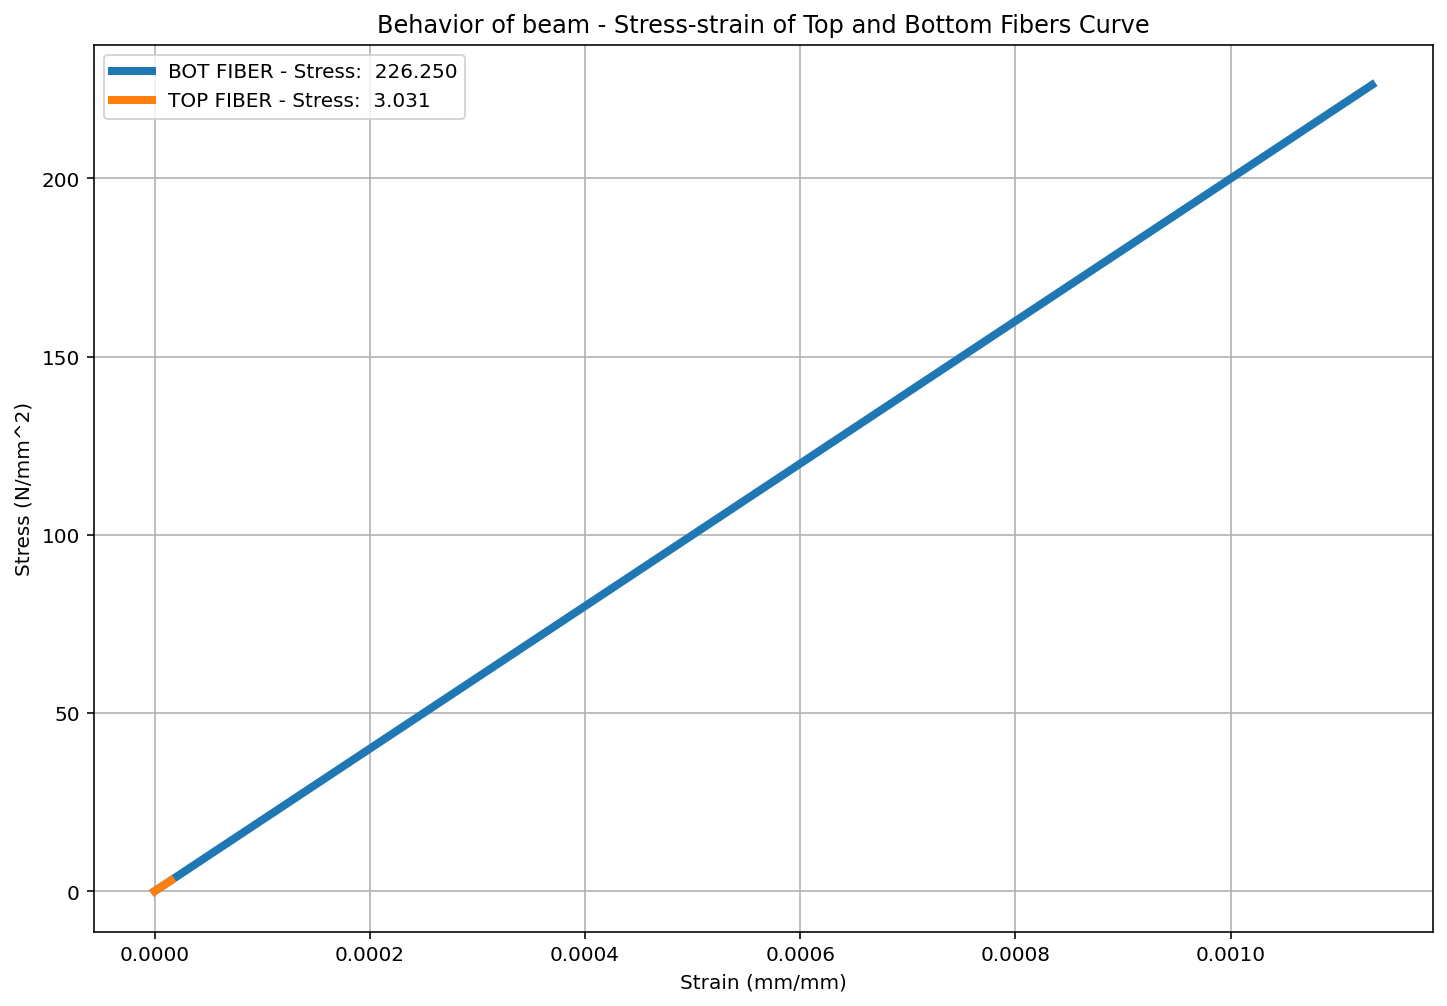 Behavior of beam - Stress-strain of Top and Bottom Fibers Curve
BOT FIBER - Stress:  226.250
TOP FIBER - Stress:  3.031
Stress (N/mm^2)
200
150
100
50
0
0.0000
0.0002
0.0004
0.0006
0.0008
0.0010
Strain (mm/mm)